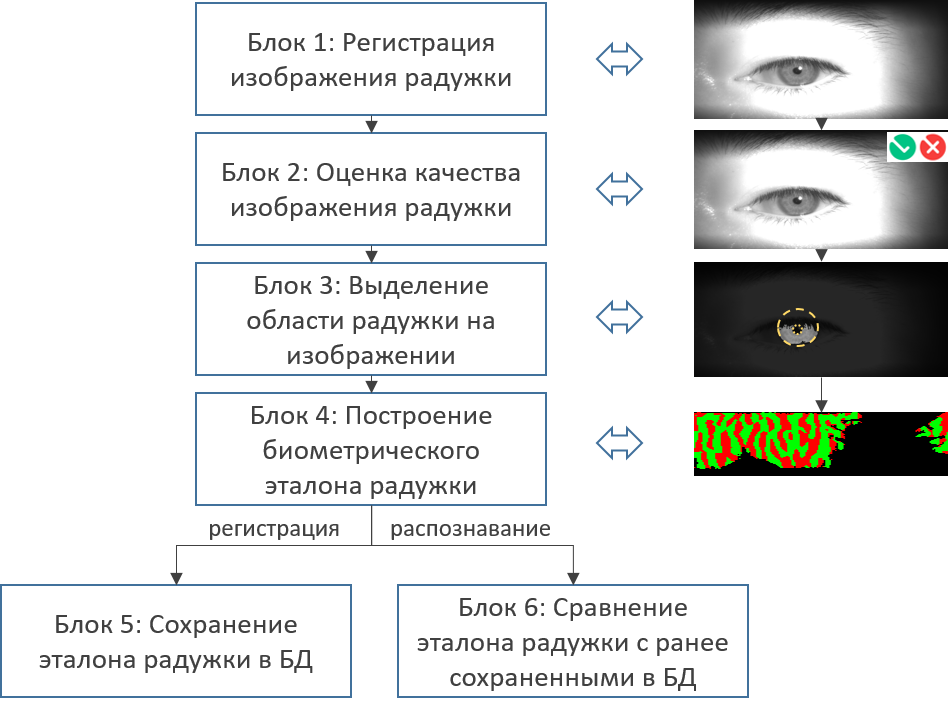 Блок 1: Регистрация
изображения радужки
Блок 2: Оценка качества
изображения радужки
Блок 3: Выделение
области радужки на
изображении
Блок 4: Построение
биометрического
эталона радужки
регистрация
распознавание
Блок 5: Сохранение
эталона радужки в БД
Блок 6: Сравнение
эталона радужки с ранее
сохраненными в БД